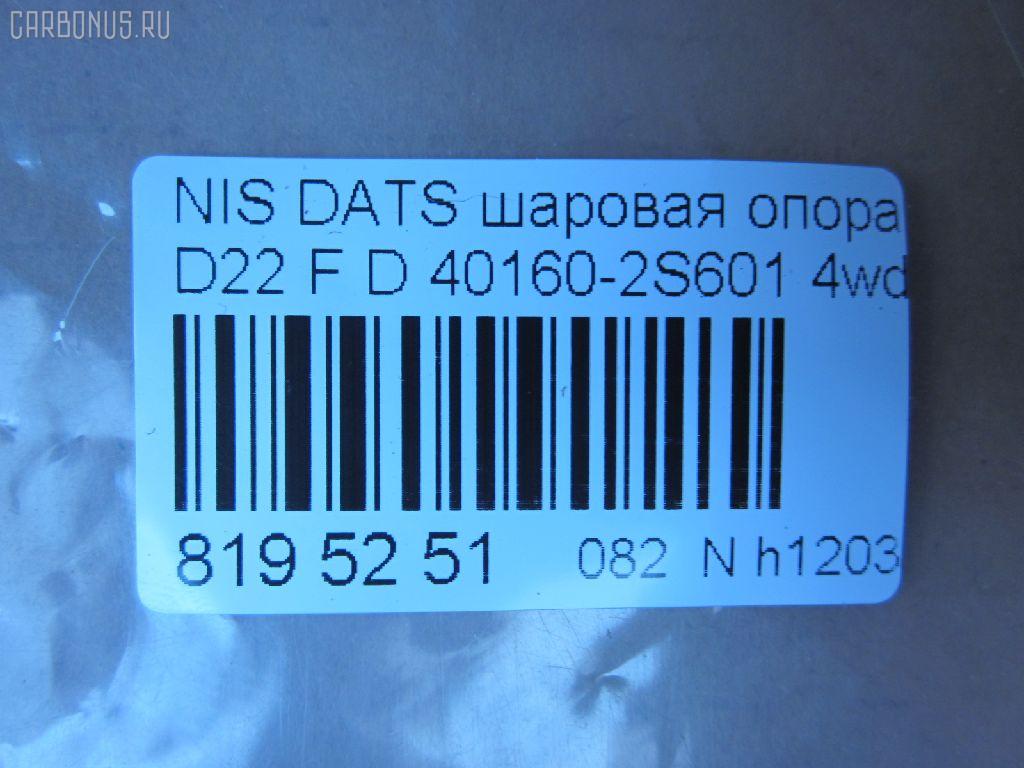 CARBONUS.RU
NIS DATS шаровая опора
D22 F D 40160-2S601 4wd
819 52 51 082 N h1203